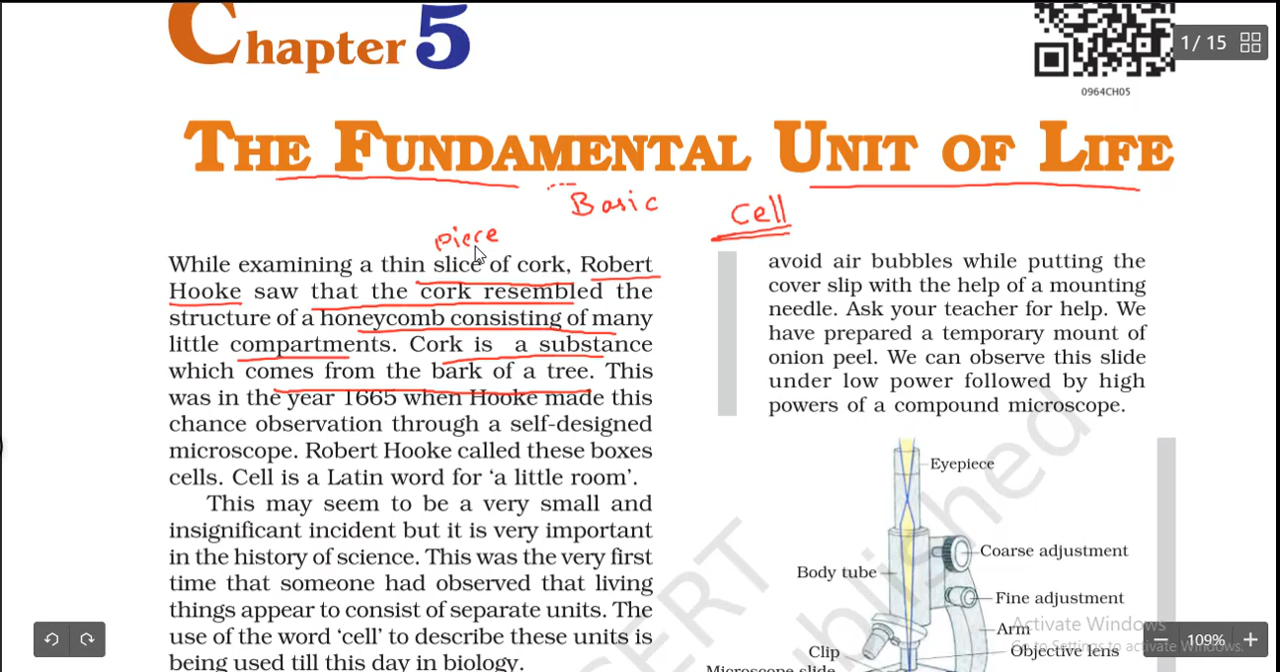 Chapter 5
1 / 15
0964CH05
THE FUNDAMENTAL UNIT OF LIFE
Basic
Cell
piece
While examining a thin slice of cork, Robert
Hooke saw that the cork resembled the
structure of a honeycomb consisting of many
little compartments. Cork is a substance
which comes from the bark of a tree. This
was in the year 1665 when Hooke made this
chance observation through a self-designed
microscope. Robert Hooke called these boxes
cells. Cell is a Latin word for ‘a little room’.
This may seem to be a very small and
insignificant incident but it is very important
in the history of science. This was the very first
time that someone had observed that living
things appear to consist of separate units. The
use of the word ‘cell’ to describe these units is
being used till this day in biology.
avoid air bubbles while putting the
cover slip with the help of a mounting
needle. Ask your teacher for help. We
have prepared a temporary mount of
onion peel. We can observe this slide
under low power followed by high
powers of a compound microscope.
Eyepiece
Coarse adjustment
Body tube
Fine adjustment
Arm
Objective lens
Clip
Microscope slide
Activate Windows
Go to Settings to activate Windows.
109%